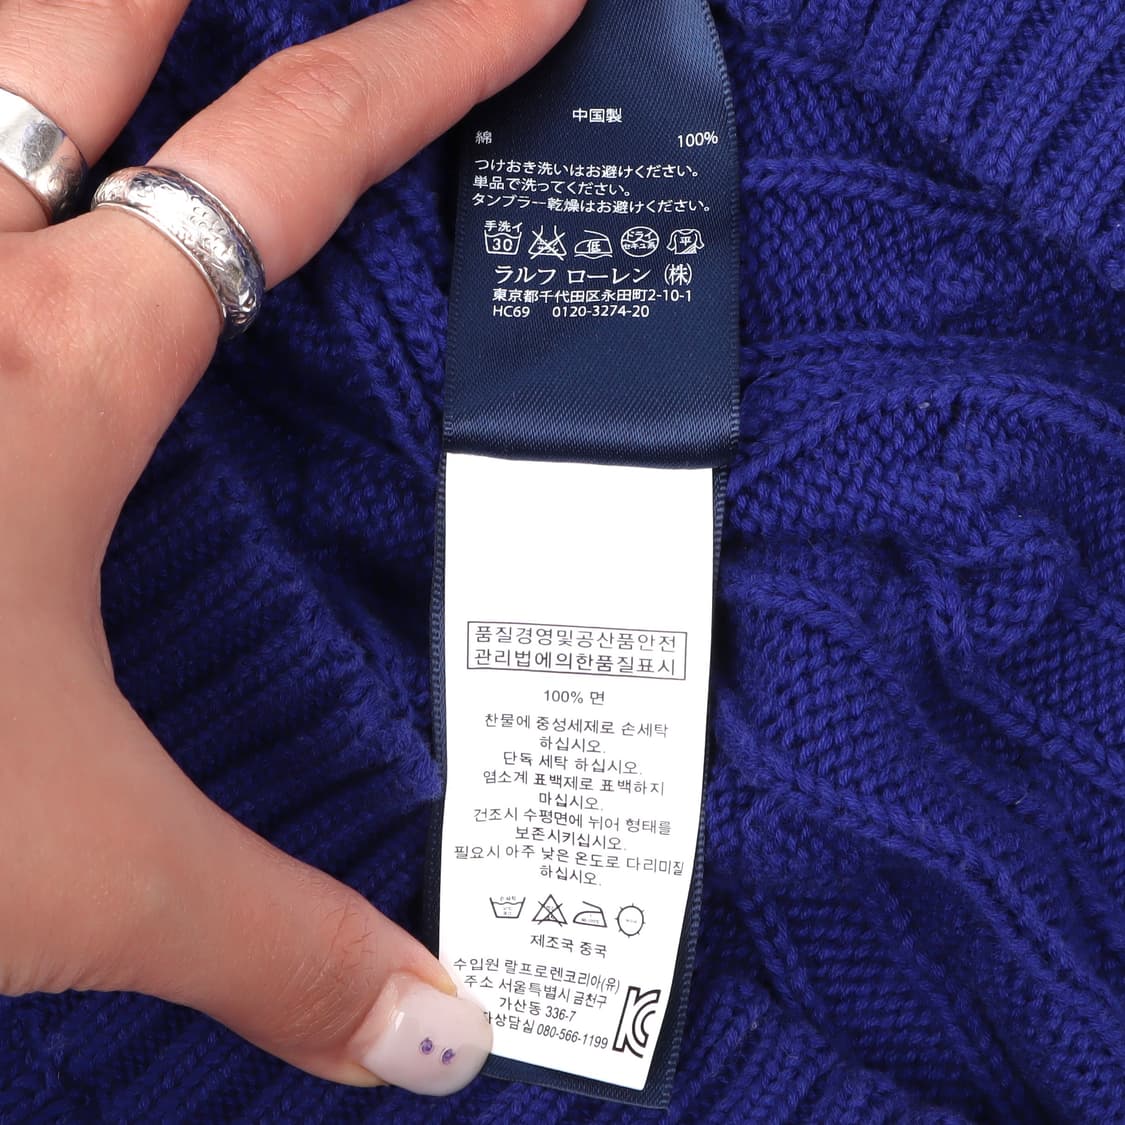 中国製
綿 100%
つけおき洗いはお避けください。
単品で洗ってください。
タンブラー乾燥はお避けください。
手洗イ
30 低 ドライ セキユ系 平
ラルフ ローレン (株)
東京都千代田区永田町2-10-1
HC69 0120-3274-20
품질경영및공산품안전
관리법에의한품질표시
100% 면
찬물에 중성세제로 손세탁
하십시오.
단독 세탁 하십시오.
염소계 표백제로 표백하지
마십시오.
건조시 수평면에 뉘어 형태를
보존시키십시오.
필요시 아주 낮은 온도로 다리미질
하십시오.
제조국 중국
수입원 랄프로렌코리아(유)
주소 서울특별시 금천구
가산동 336-7
상담실 080-566-1199